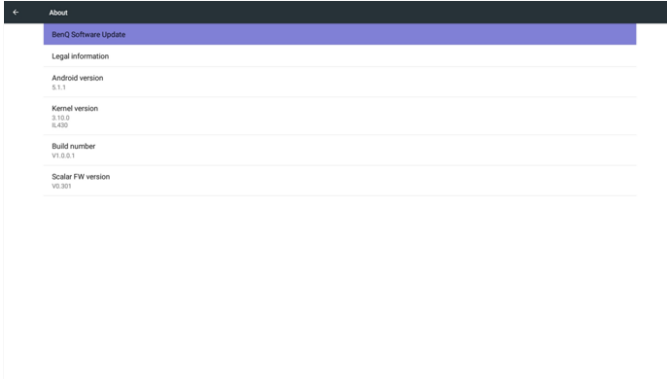 About
BenQ Software Update
Legal information
Android version
5.1.1
Kernel version
3.10.0
IL430
Build number
V1.0.0.1
Scalar FW version
V0.301